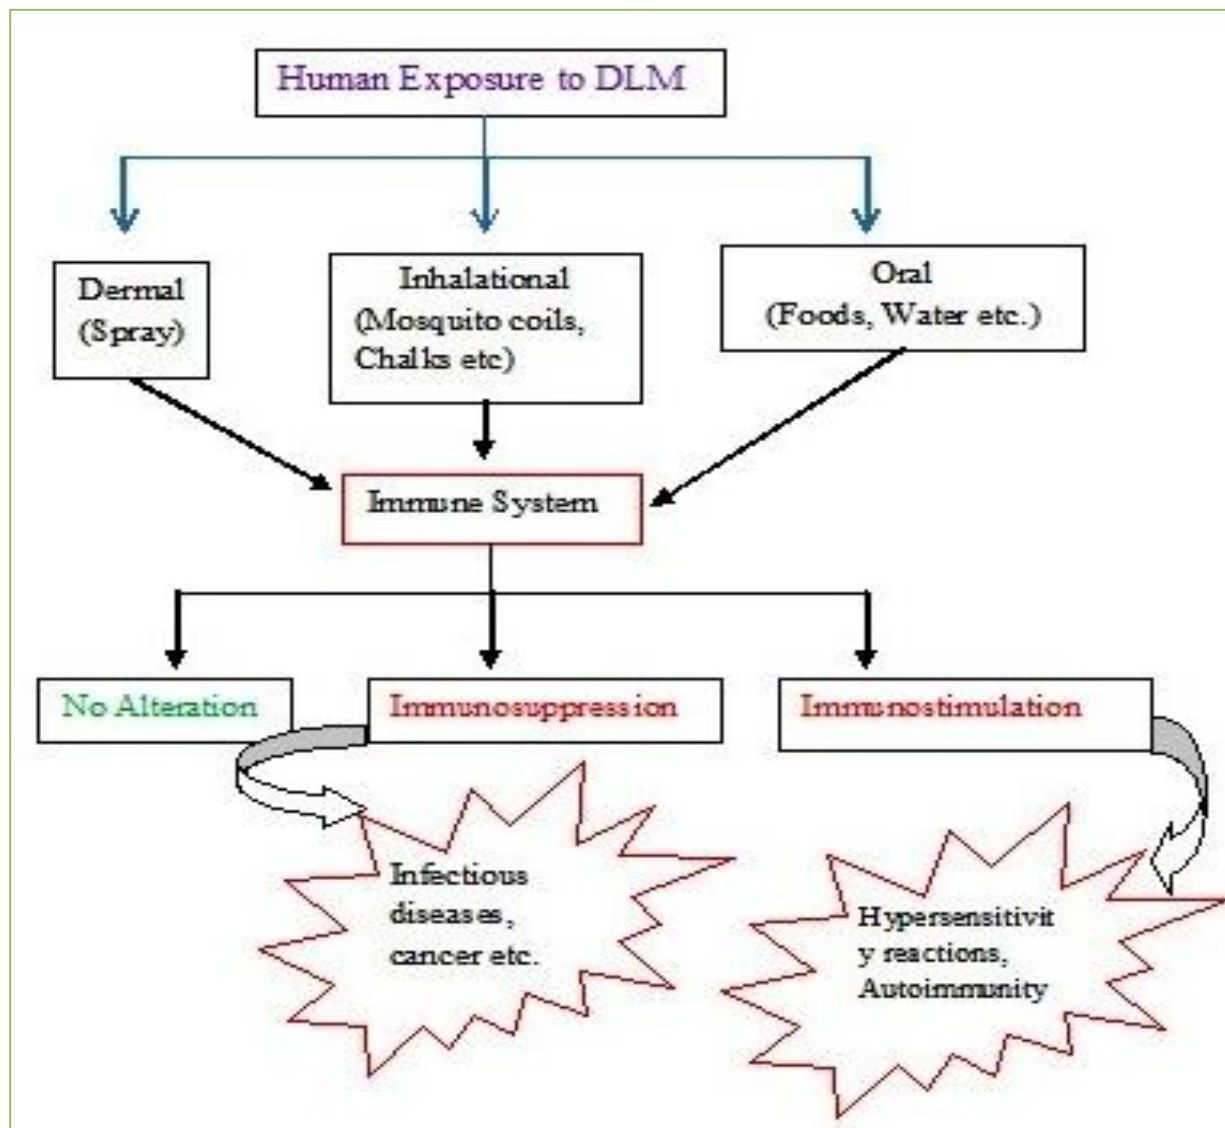 Human Exposure to DLM
Dermal
(Spray)
Inhalational
(Mosquito coils,
Chalks etc)
Oral
(Foods, Water etc.)
Immune System
No Alteration
Immunosuppression
Immunostimulation
Infectious
diseases,
cancer etc.
Hypersensitivit
y reactions,
Autoimmunity